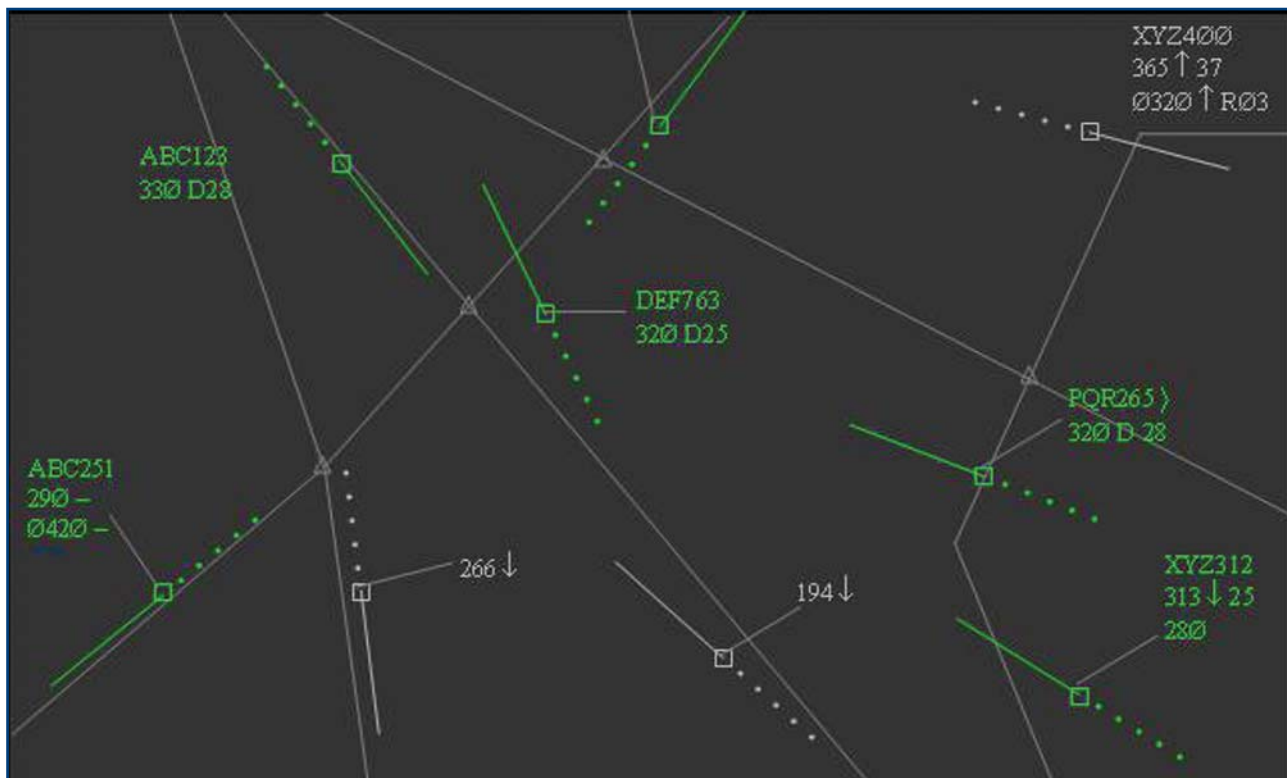 XYZ4ØØ
365 ↑ 37
Ø32Ø ↑ RØ3
ABC123
33Ø D28
DEF763
32Ø D25
PQR265 ⟩
32Ø D 28
ABC251
29Ø –
Ø42Ø –
266 ↓
194 ↓
XYZ312
313 ↓ 25
28Ø